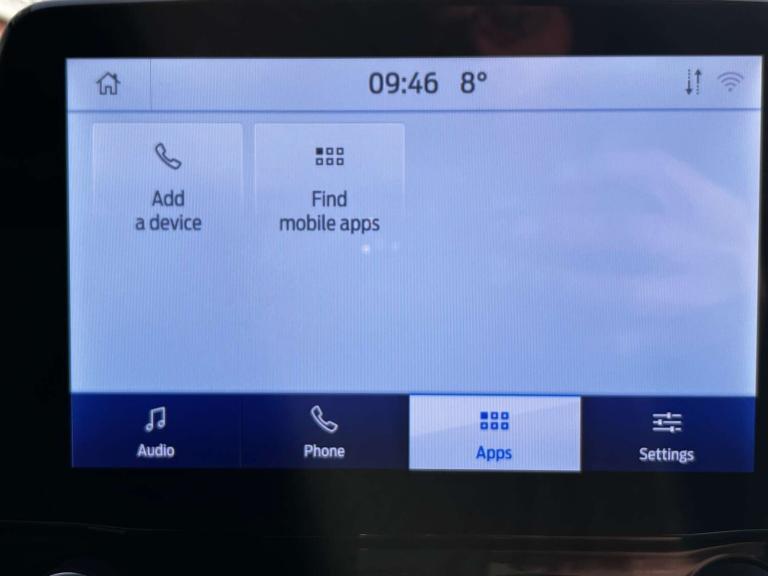 09:46 8°
Add
a device
Find
mobile apps
Audio
Phone
Apps
Settings